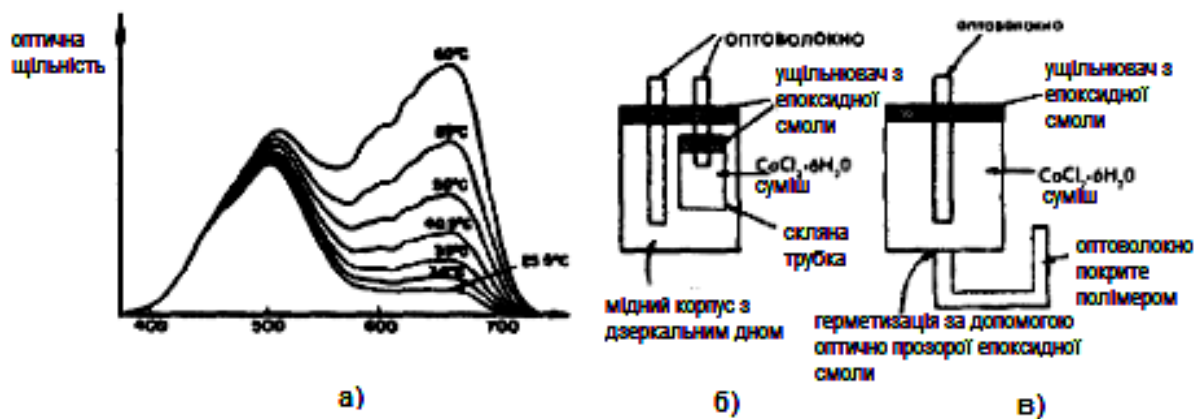 оптична
щільність
60°C
50°C
40.5°C
25.0°C
400
500
600
700
а)
ОПТОВОЛОКНО
ущільнювач з
епоксидної
смоли
CoCl₂·6H₂O
суміш
скляна
трубка
мідний корпус з
дзеркальним дном
б)
оптоволокно
ущільнювач з
епоксидної
смоли
CoCl₂·6H₂O
суміш
оптоволокно
покрите
полімером
герметизація за допомогою
оптично прозорої епоксидної
смоли
в)